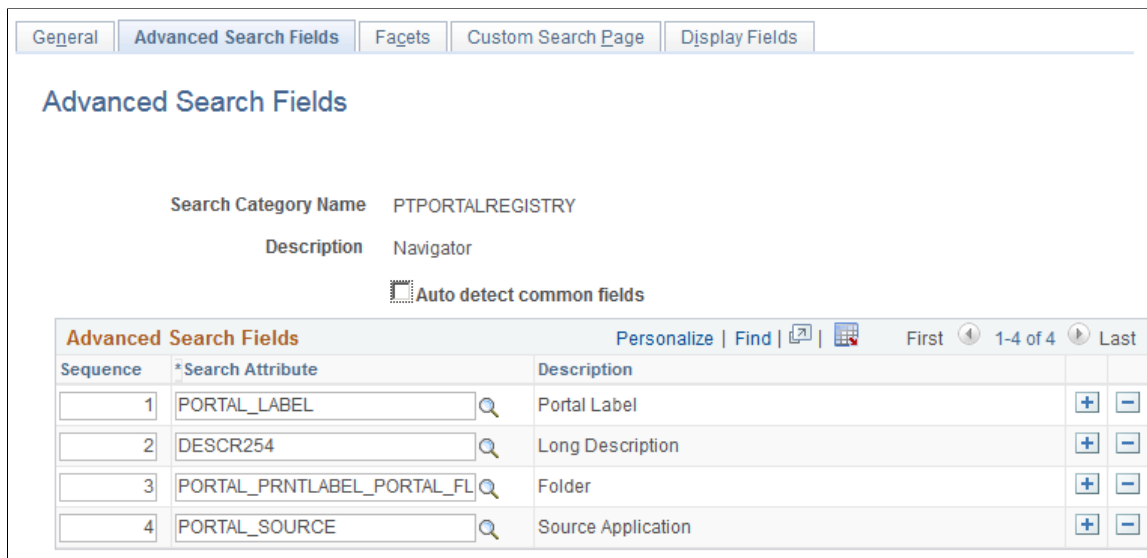 General Advanced Search Fields Facets Custom Search Page Display Fields
Advanced Search Fields
Search Category Name PTPORTALREGISTRY
Description Navigator
Auto detect common fields
Advanced Search Fields Personalize | Find | | First 1-4 of 4 Last
Sequence *Search Attribute Description
1 PORTAL_LABEL Portal Label
2 DESCR254 Long Description
3 PORTAL_PRNTLABEL_PORTAL_FL Folder
4 PORTAL_SOURCE Source Application